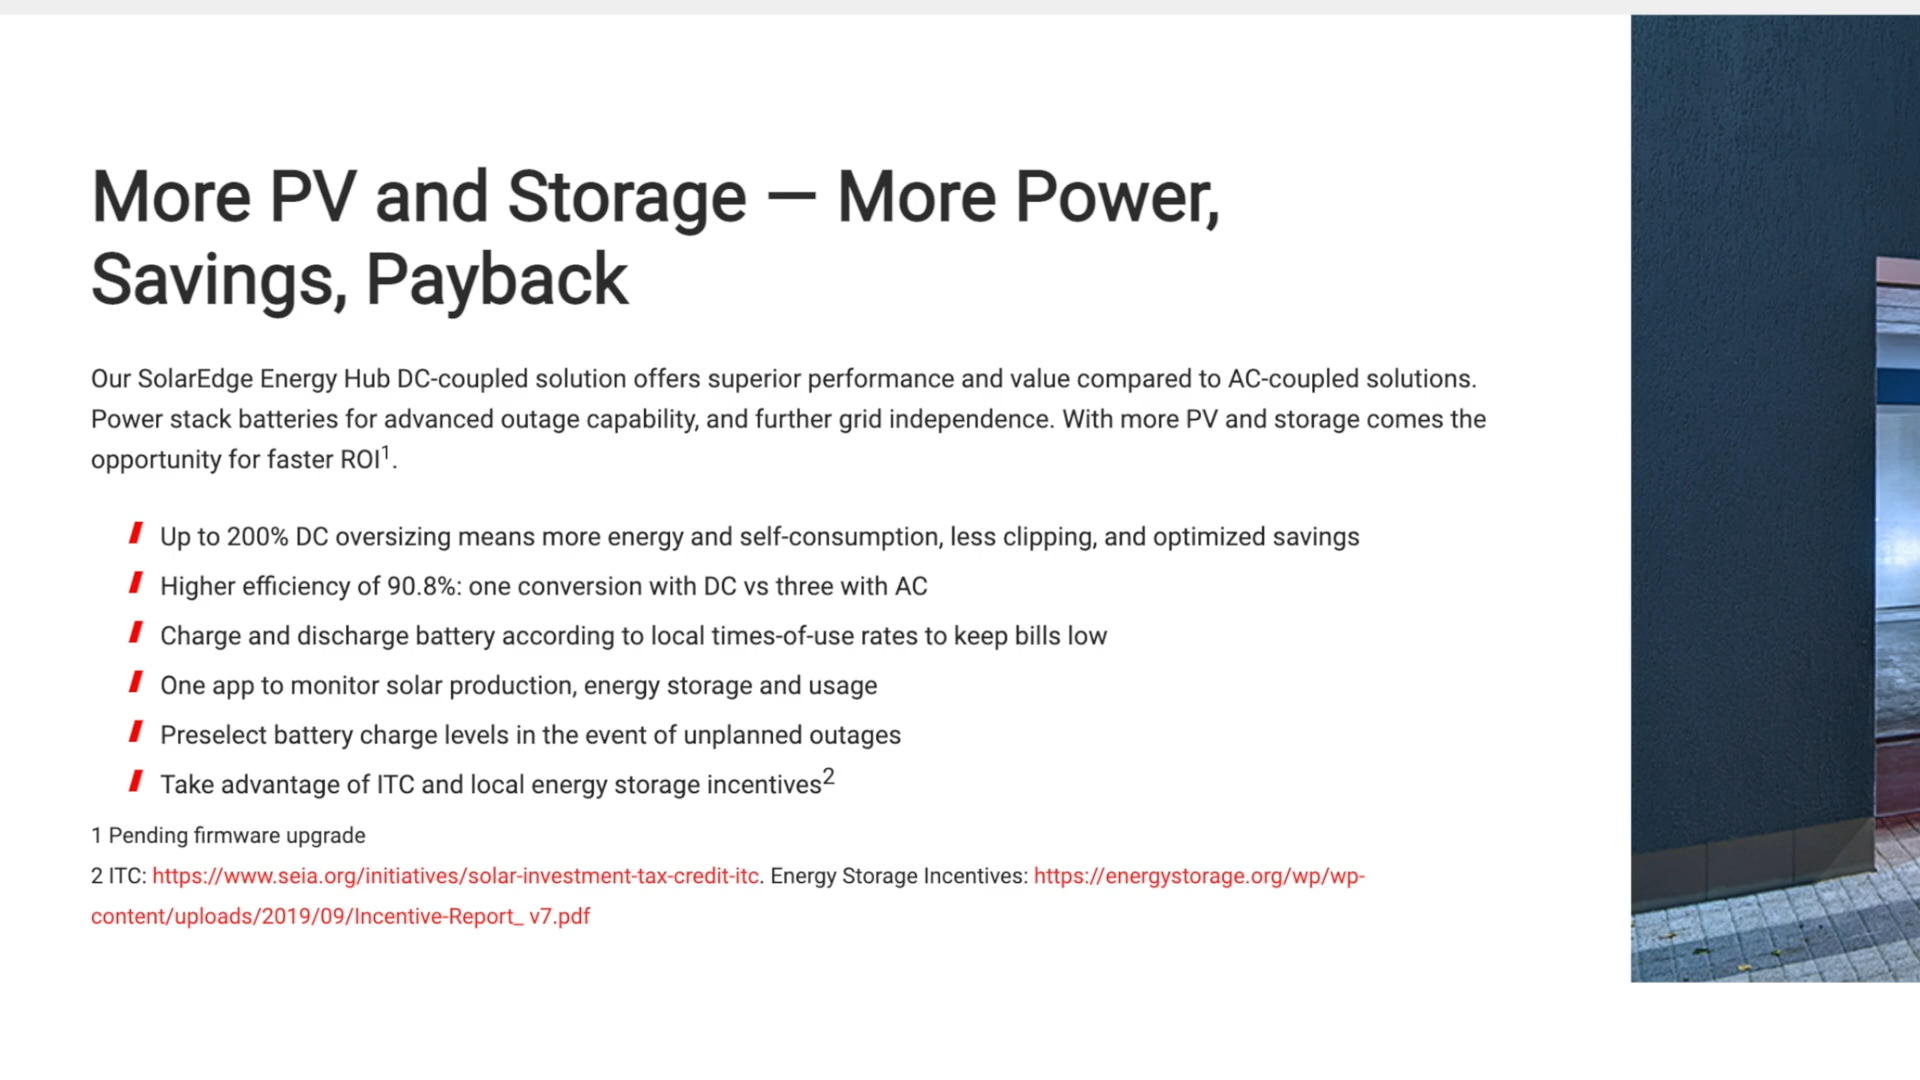 More PV and Storage — More Power,
Savings, Payback
Our SolarEdge Energy Hub DC-coupled solution offers superior performance and value compared to AC-coupled solutions.
Power stack batteries for advanced outage capability, and further grid independence. With more PV and storage comes the
opportunity for faster ROI¹.
Up to 200% DC oversizing means more energy and self-consumption, less clipping, and optimized savings
Higher efficiency of 90.8%: one conversion with DC vs three with AC
Charge and discharge battery according to local times-of-use rates to keep bills low
One app to monitor solar production, energy storage and usage
Preselect battery charge levels in the event of unplanned outages
Take advantage of ITC and local energy storage incentives²
1 Pending firmware upgrade
2 ITC: https://www.seia.org/initiatives/solar-investment-tax-credit-itc. Energy Storage Incentives: https://energystorage.org/wp/wp-
content/uploads/2019/09/Incentive-Report_ v7.pdf